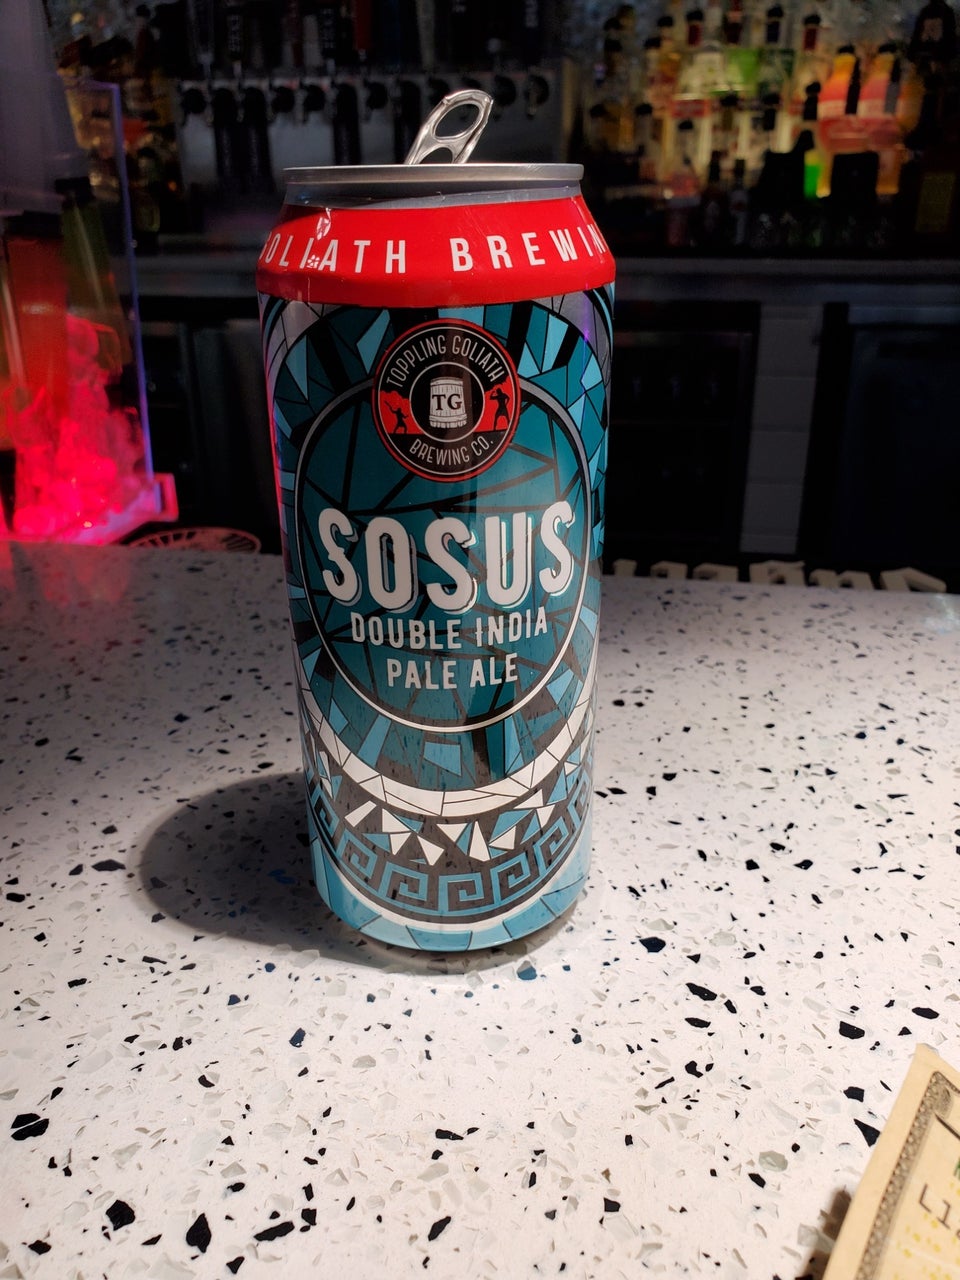 OLIATH BREWIN
TOPPLING GOLIATH
TG
BREWING CO.
SOSUS
DOUBLE INDIA
PALE ALE